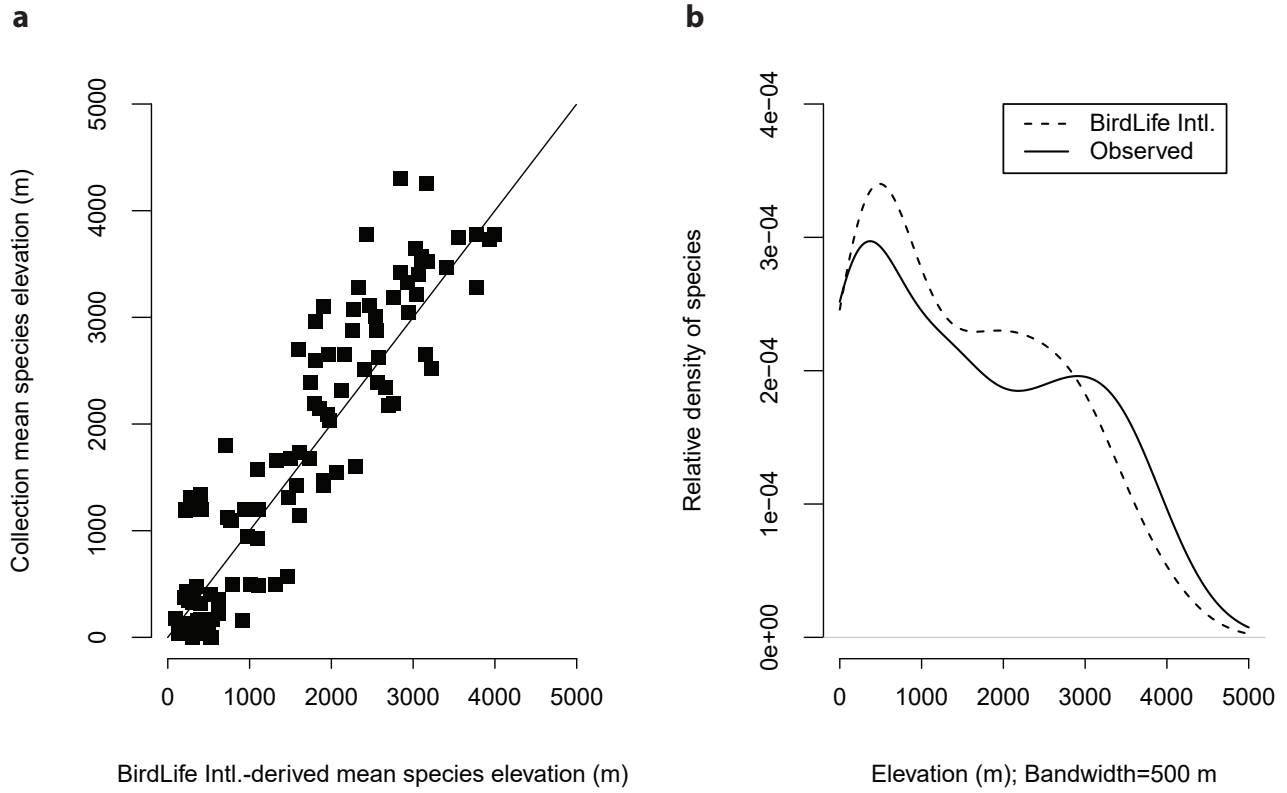 a
Collection mean species elevation (m)
5000
4000
3000
2000
1000
0
0 1000 2000 3000 4000 5000
BirdLife Intl.-derived mean species elevation (m)
b
Relative density of species
4e−04
3e−04
2e−04
1e−04
0e+00
BirdLife Intl.
Observed
0 1000 2000 3000 4000 5000
Elevation (m); Bandwidth=500 m